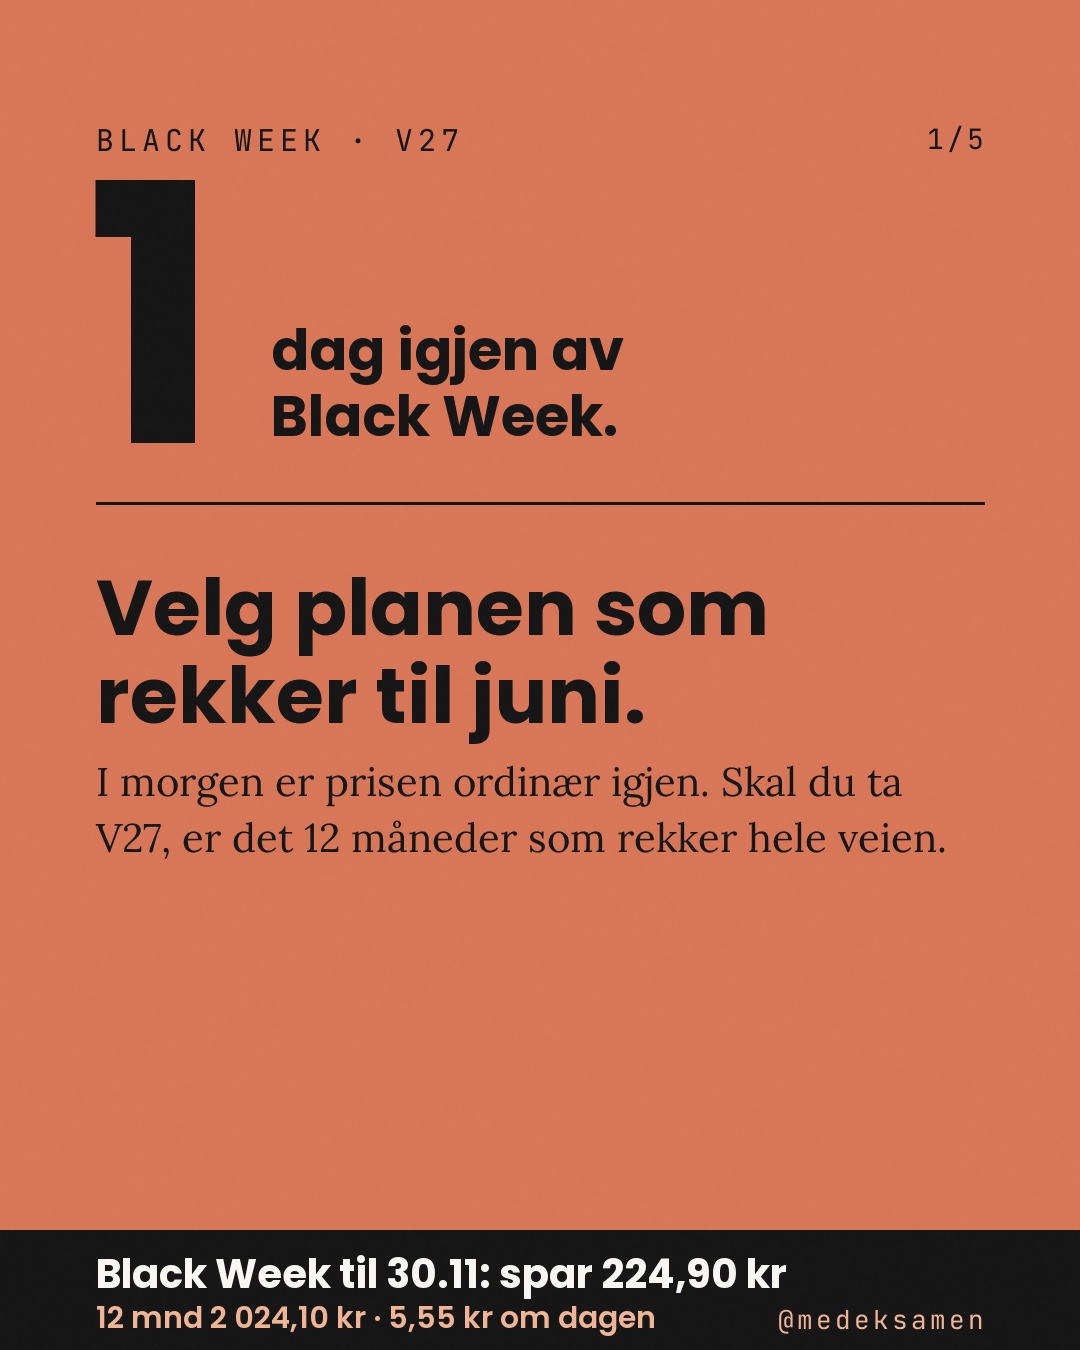 BLACK WEEK · V27
1/5
1
dag igjen av
Black Week.
Velg planen som
rekker til juni.
I morgen er prisen ordinær igjen. Skal du ta
V27, er det 12 måneder som rekker hele veien.
Black Week til 30.11: spar 224,90 kr
12 mnd 2 024,10 kr · 5,55 kr om dagen
@medeksamen